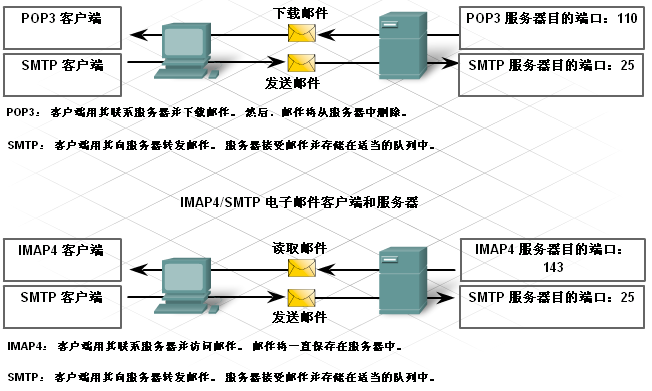 下载邮件
POP3 客户端
POP3 服务器目的端口：110
SMTP 客户端
SMTP 服务器目的端口：25
发送邮件
POP3： 客户端用其联系服务器并下载邮件。 然后，邮件将从服务器中删除。
SMTP： 客户端用其向服务器转发邮件。 服务器接受邮件并存储在适当的队列中。
IMAP4/SMTP 电子邮件客户端和服务器
读取邮件
IMAP4 客户端
IMAP4 服务器目的端口：
143
SMTP 客户端
SMTP 服务器目的端口：25
发送邮件
IMAP4： 客户端用其联系服务器并访问邮件。 邮件将一直保存在服务器中。
SMTP： 客户端用其向服务器转发邮件。 服务器接受邮件并存储在适当的队列中。